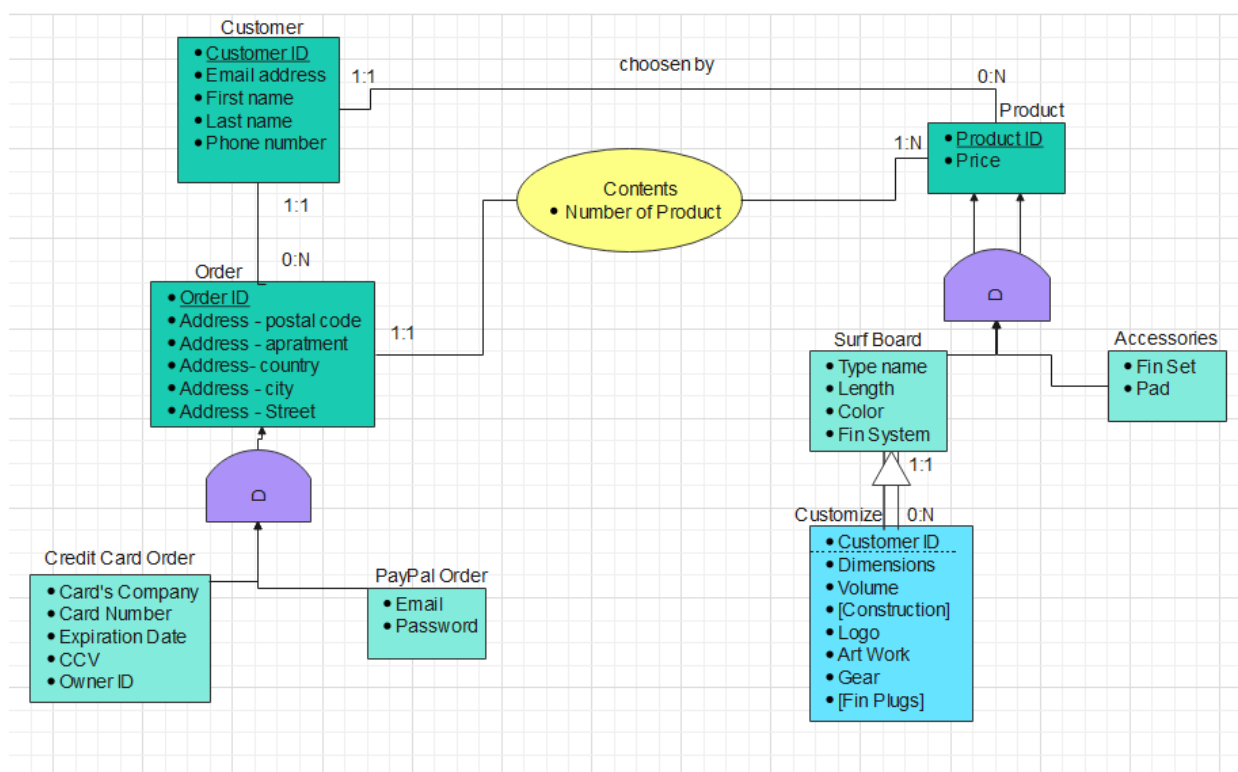 Customer
• Customer ID
• Email address
• First name
• Last name
• Phone number
1:1
choosen by
0:N
Product
• Product ID
• Price
1:N
Contents
• Number of Product
1:1
0:N
Order
• Order ID
• Address - postal code
• Address - apratment
• Address- country
• Address - city
• Address - Street
1:1
D
Surf Board
• Type name
• Length
• Color
• Fin System
Accessories
• Fin Set
• Pad
1:1
0:N
Customize
• Customer ID
• Dimensions
• Volume
• [Construction]
• Logo
• Art Work
• Gear
• [Fin Plugs]
D
Credit Card Order
• Card's Company
• Card Number
• Expiration Date
• CCV
• Owner ID
PayPal Order
• Email
• Password